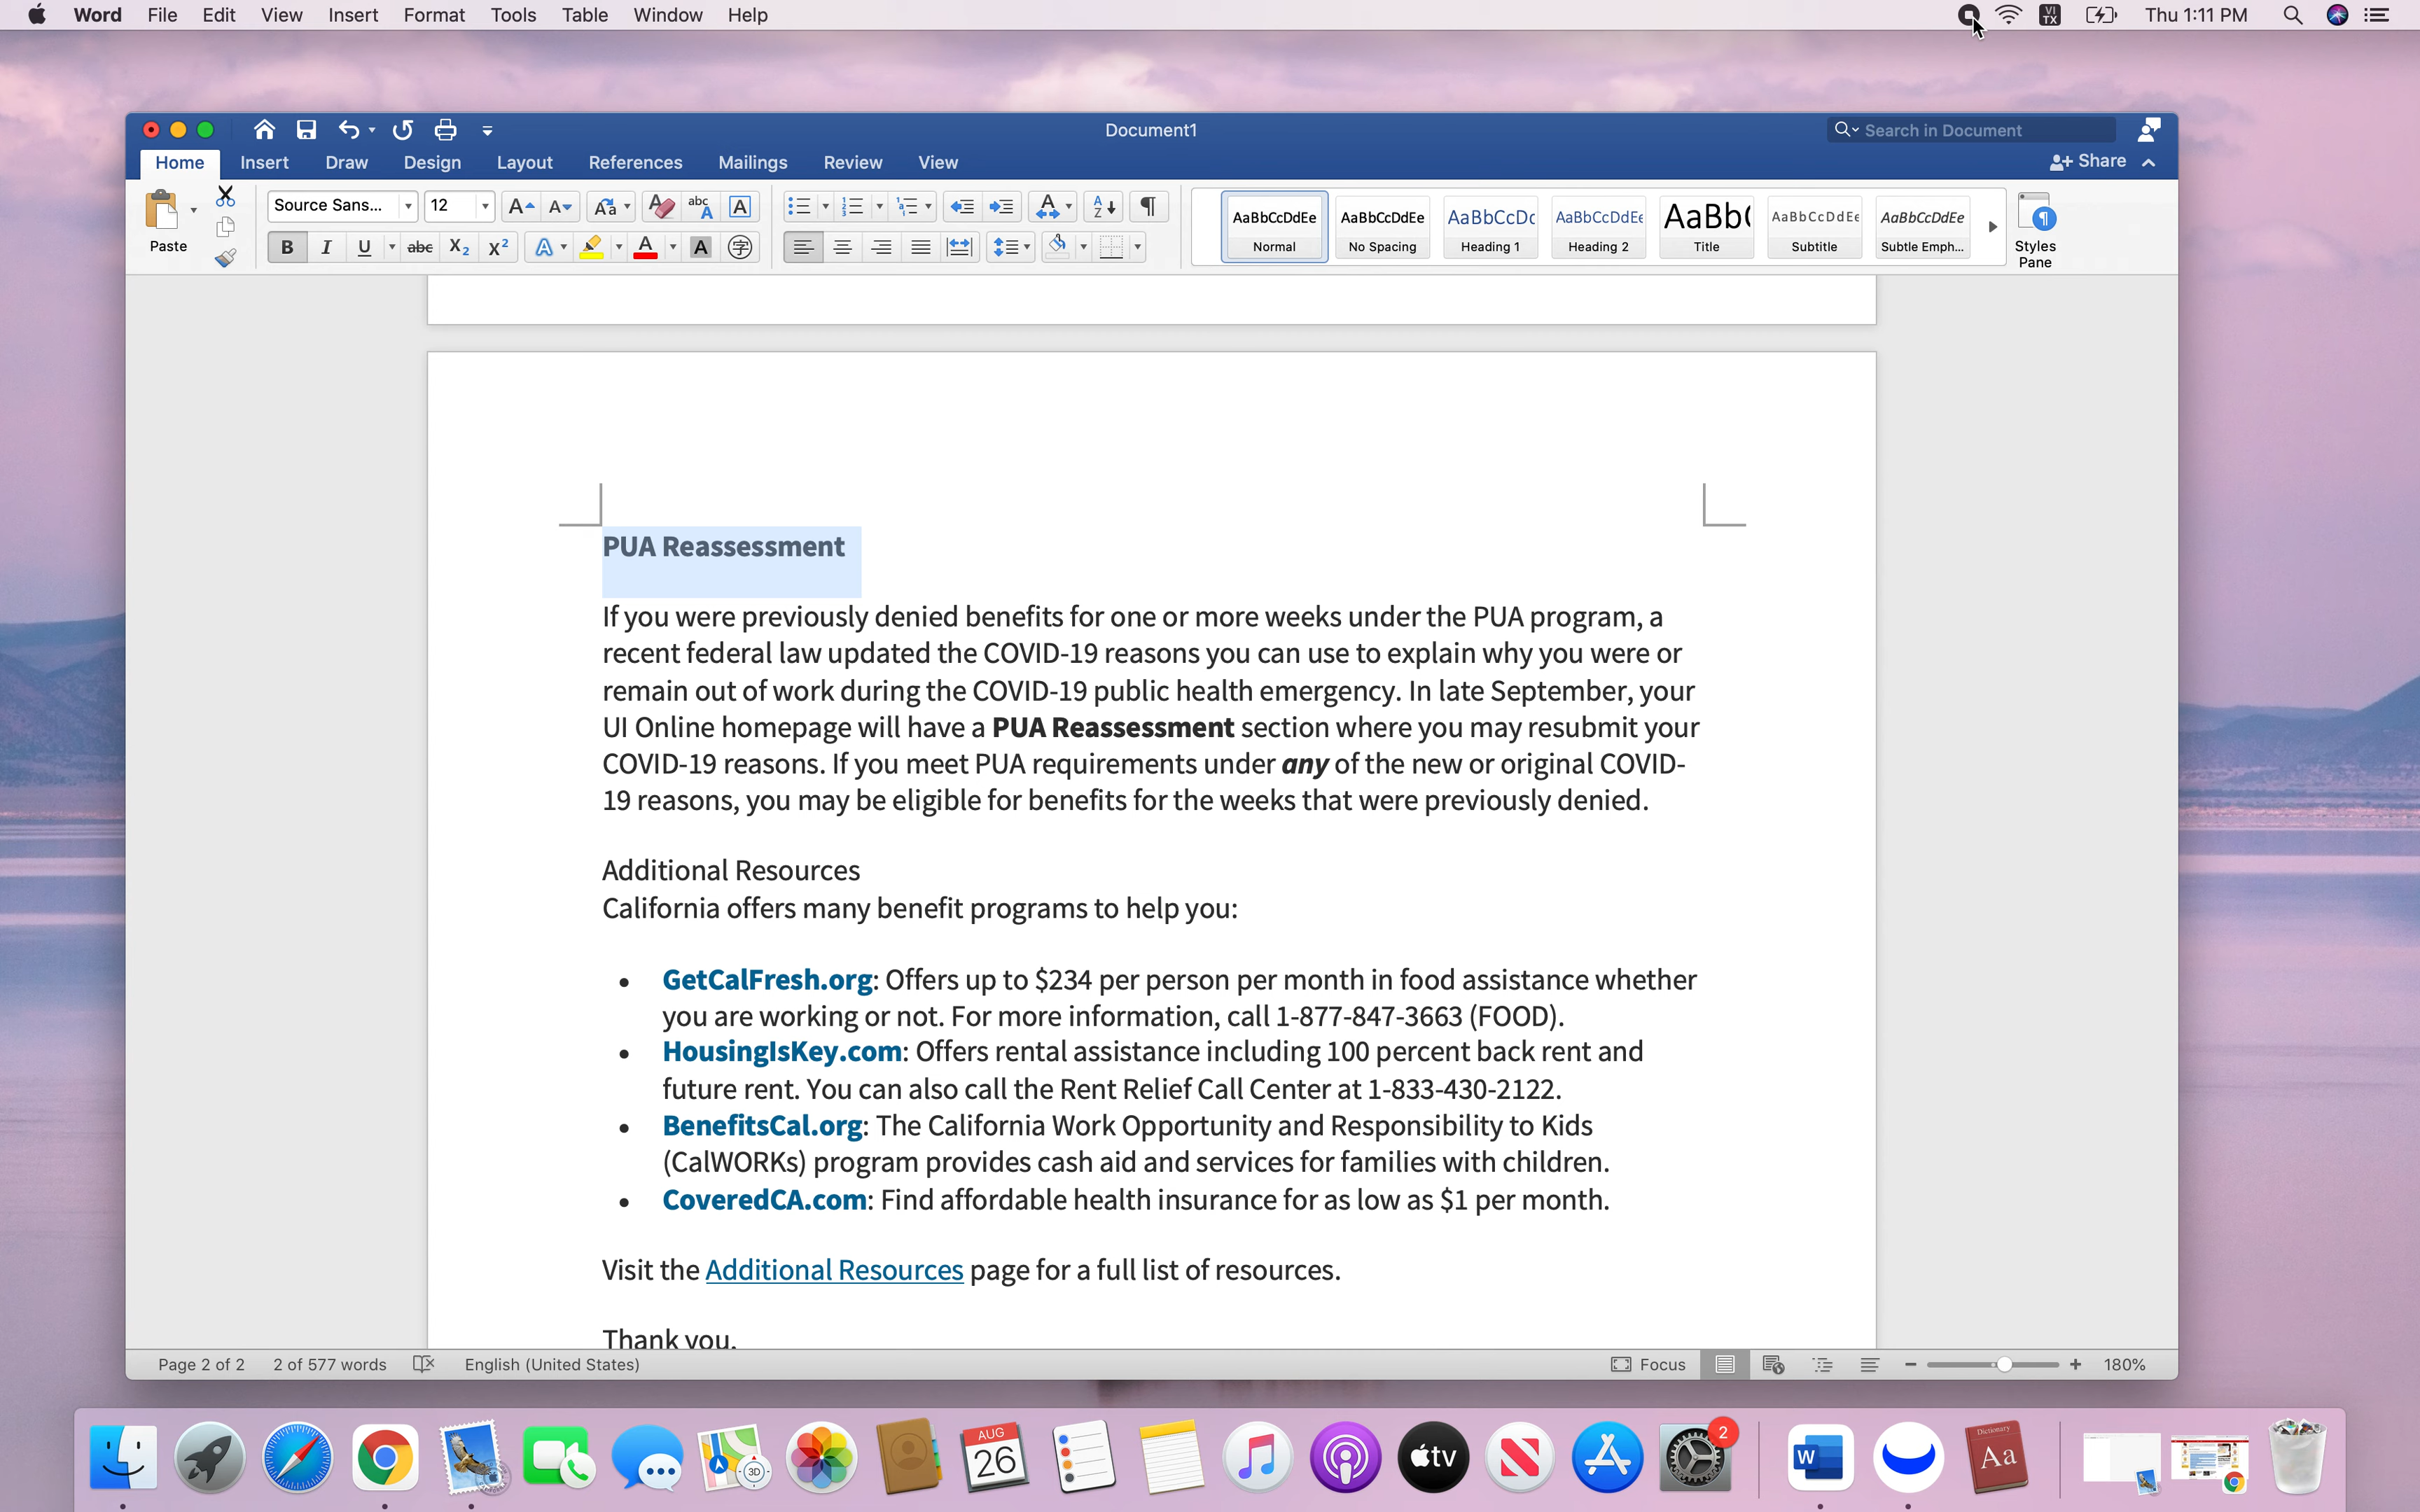 Word File Edit View Insert Format Tools Table Window Help
VI TX
Thu 1:11 PM
Document1
Search in Document
Home Insert Draw Design Layout References Mailings Review View
Share
Paste
Source Sans...
12
AaBbCcDdEe AaBbCcDdEe AaBbCcDc AaBbCcDdEe AaBb( AaBbCcDdEe AaBbCcDdEe
Normal No Spacing Heading 1 Heading 2 Title Subtitle Subtle Emph...
Styles
Pane
PUA Reassessment
If you were previously denied benefits for one or more weeks under the PUA program, a
recent federal law updated the COVID-19 reasons you can use to explain why you were or
remain out of work during the COVID-19 public health emergency. In late September, your
UI Online homepage will have a PUA Reassessment section where you may resubmit your
COVID-19 reasons. If you meet PUA requirements under any of the new or original COVID-
19 reasons, you may be eligible for benefits for the weeks that were previously denied.
Additional Resources
California offers many benefit programs to help you:
• GetCalFresh.org: Offers up to $234 per person per month in food assistance whether
you are working or not. For more information, call 1-877-847-3663 (FOOD).
• HousingIsKey.com: Offers rental assistance including 100 percent back rent and
future rent. You can also call the Rent Relief Call Center at 1-833-430-2122.
• BenefitsCal.org: The California Work Opportunity and Responsibility to Kids
(CalWORKs) program provides cash aid and services for families with children.
• CoveredCA.com: Find affordable health insurance for as low as $1 per month.
Visit the Additional Resources page for a full list of resources.
Thank you.
Page 2 of 2
2 of 577 words
English (United States)
Focus
180%
3D
AUG
26
tv
2
W
Dictionary
Aa